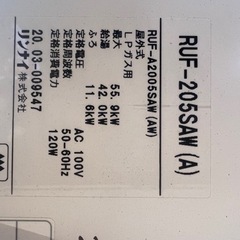 RUF-205SAW(A)
RUF-A2005SAW(AW)
屋外式
LPガス用
最大 55.9kW
給湯 42.0kW
ふろ 11.6kW
定格電圧 AC 100V
定格周波数 50-60Hz
定格消費電力 120W
20.03-009547
リンナイ株式会社